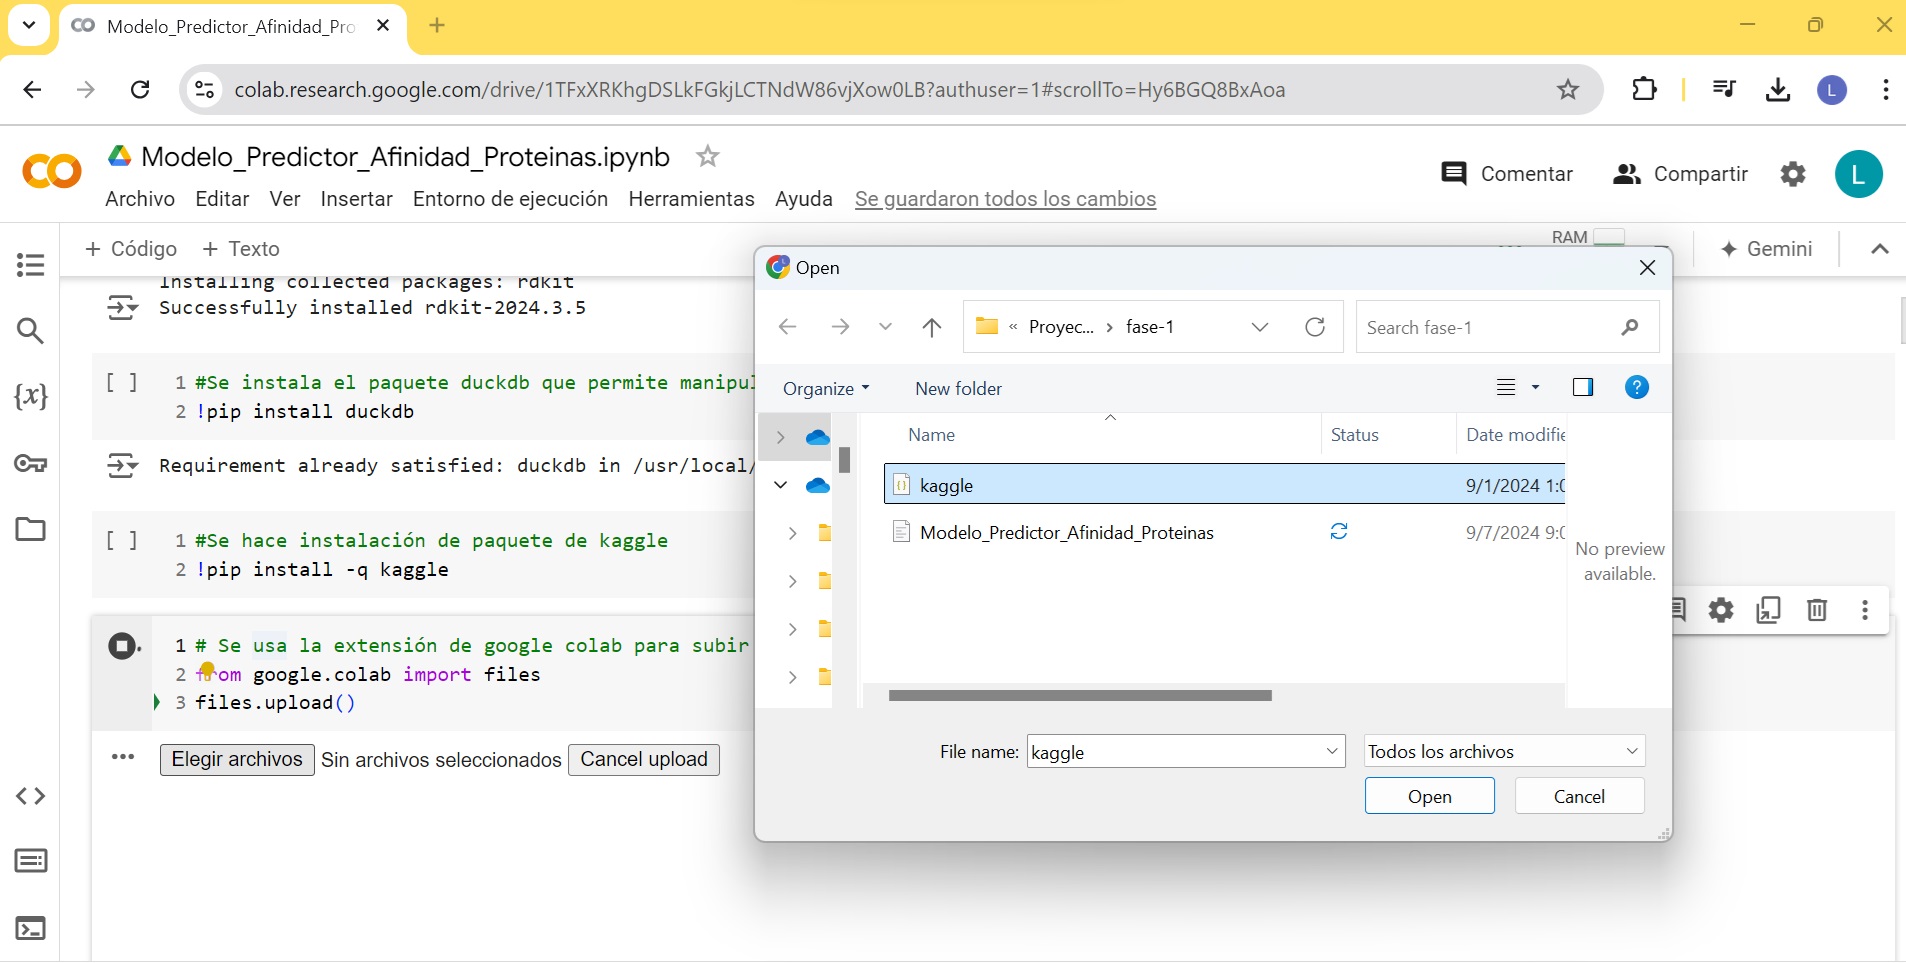 Modelo_Predictor_Afinidad_Pro
colab.research.google.com/drive/1TFxXRKhgDSLkFGkjLCTNdW86vjXow0LB?authuser=1#scrollTo=Hy6BGQ8BxAoa
L
Modelo_Predictor_Afinidad_Proteinas.ipynb
Comentar
Compartir
L
Archivo Editar Ver Insertar Entorno de ejecución Herramientas Ayuda Se guardaron todos los cambios
+ Código + Texto
RAM
Gemini
Installing collected packages: rdkit
Successfully installed rdkit-2024.3.5
[ ] 1 #Se instala el paquete duckdb que permite manipul
2 !pip install duckdb
Requirement already satisfied: duckdb in /usr/local/
[ ] 1 #Se hace instalación de paquete de kaggle
2 !pip install -q kaggle
1 # Se usa la extensión de google colab para subir
2 from google.colab import files
3 files.upload()
Elegir archivos Sin archivos seleccionados Cancel upload
Open
« Proyec... › fase-1
Search fase-1
Organize New folder
Name Status Date modifie
kaggle 9/1/2024 1:0
Modelo_Predictor_Afinidad_Proteinas 9/7/2024 9:0
No preview
available.
File name: kaggle Todos los archivos
Open Cancel